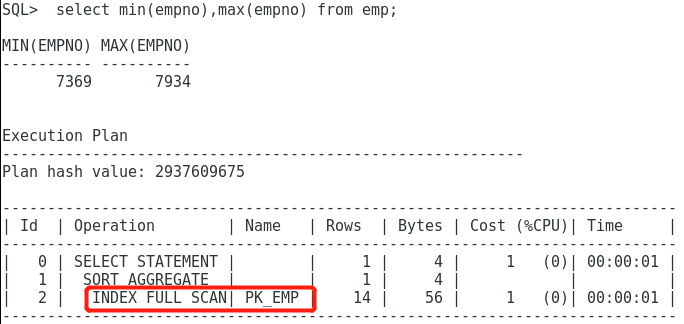 SQL>  select min(empno),max(empno) from emp;
MIN(EMPNO) MAX(EMPNO)
---------- ----------
      7369       7934
Execution Plan
----------------------------------------------------------
Plan hash value: 2937609675
---------------------------------------------------------------------------
| Id  | Operation        | Name   | Rows  | Bytes | Cost (%CPU)| Time     |
---------------------------------------------------------------------------
|   0 | SELECT STATEMENT |        |     1 |     4 |     1   (0)| 00:00:01 |
|   1 |  SORT AGGREGATE  |        |     1 |     4 |            |          |
|   2 |   INDEX FULL SCAN| PK_EMP |    14 |    56 |     1   (0)| 00:00:01 |
---------------------------------------------------------------------------